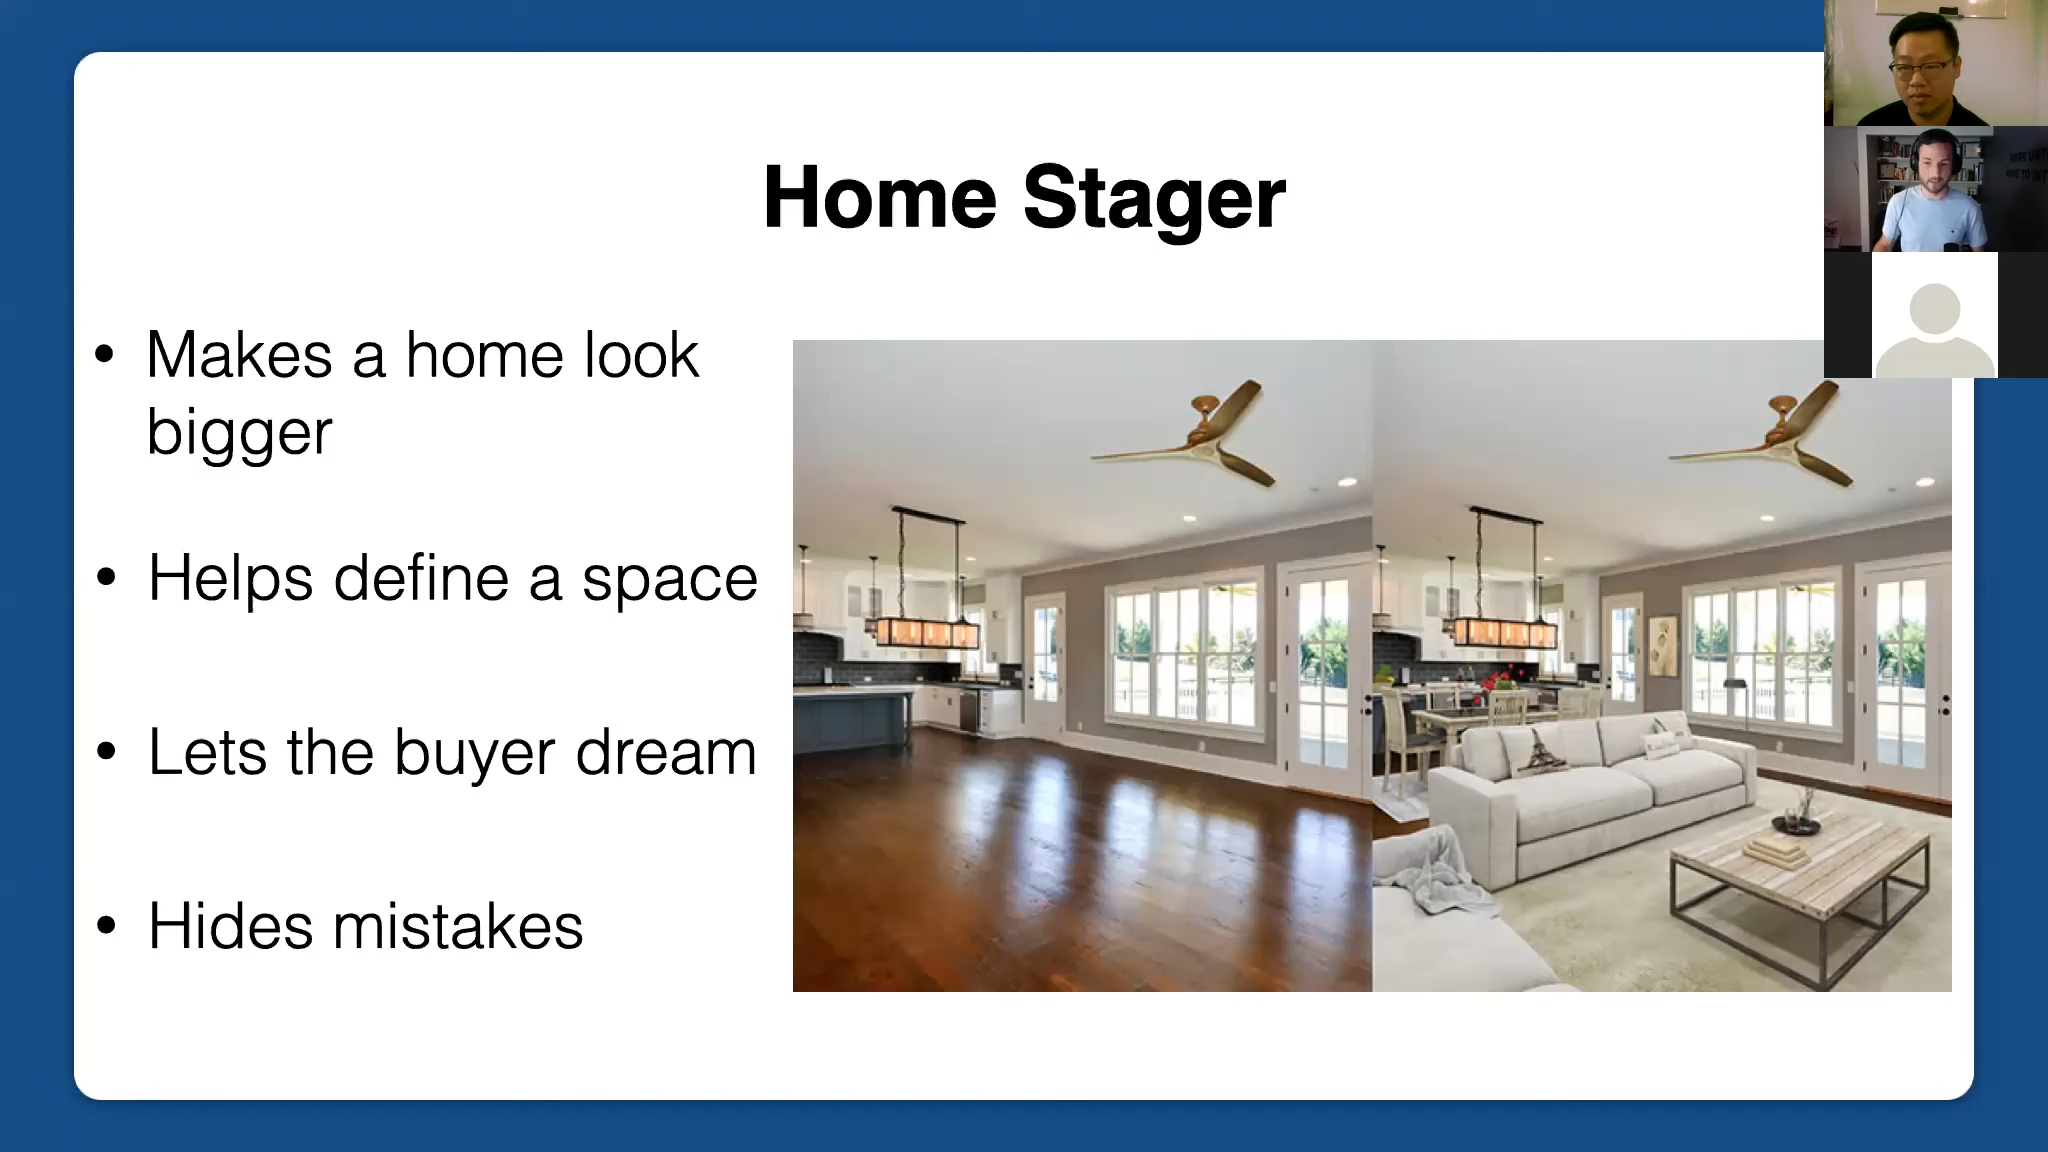 Home Stager
• Makes a home look
bigger
• Helps define a space
• Lets the buyer dream
• Hides mistakes